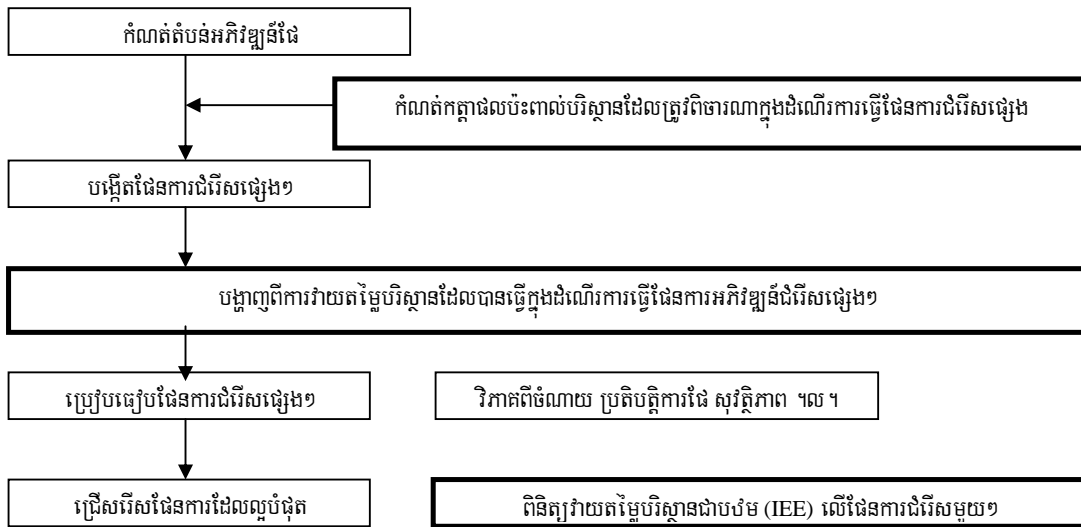 កំណត់តំបន់អភិវឌ្ឍន៍ផែ
កំណត់កត្តាផលប៉ះពាល់បរិស្ថានដែលត្រូវពិចារណាក្នុងដំណើរការធ្វើផែនការជំរើសផ្សេង
បង្កើតផែនការជំរើសផ្សេងៗ
បង្ហាញពីការវាយតម្លៃបរិស្ថានដែលបានធ្វើក្នុងដំណើរការធ្វើផែនការអភិវឌ្ឍន៍ជំរើសផ្សេងៗ
ប្រៀបធៀបផែនការជំរើសផ្សេងៗ
វិភាគពីចំណាយ ប្រតិបត្តិការផែ សុវត្ថិភាព ។ល។
ជ្រើសរើសផែនការដែលល្អបំផុត
ពិនិត្យវាយតម្លៃបរិស្ថានជាបឋម (IEE) លើផែនការជំរើសមួយៗ